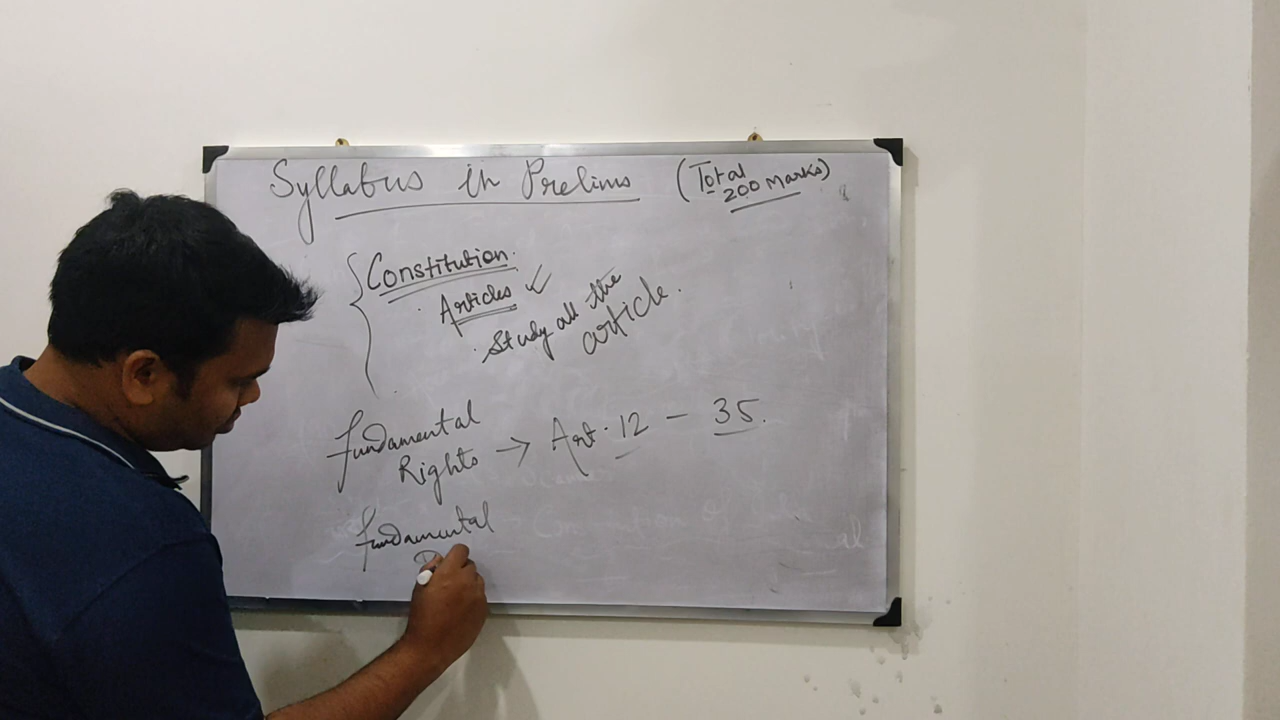 Syllabus in Prelims (Total
200 Marks)
Constitution.
Articles ✓
. Study all the
article.
Fundamental
Rights → Art. 12 - 35.
Fundamental
D